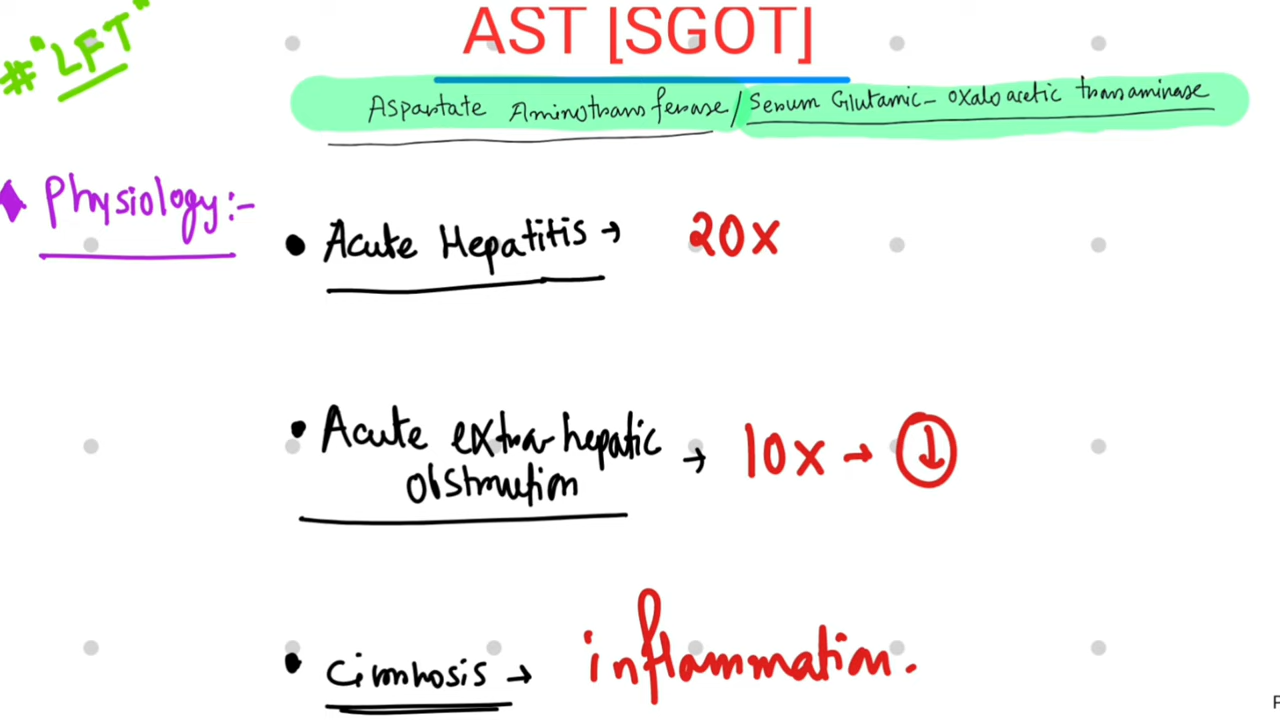 # "LFT"
AST [SGOT]
Aspartate Aminotransferase / Serum Glutamic- oxaloacetic transaminase
Physiology:-
• Acute Hepatitis → 20x
• Acute extra-hepatic
obstruction → 10x → ↓
• Cirrhosis → inflammation.